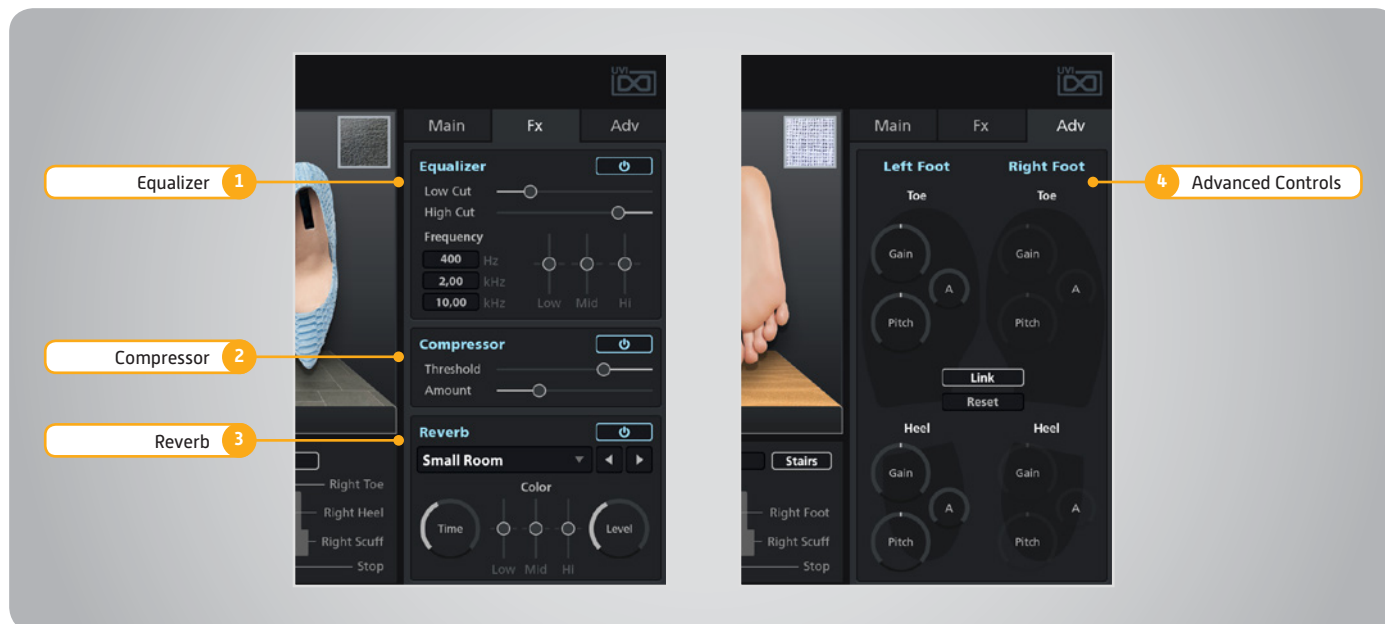 Equalizer 1
Compressor 2
Reverb 3
UVI
Main Fx Adv
Equalizer
Low Cut
High Cut
Frequency
400 Hz
2,00 kHz
10,00 kHz
Low Mid HI
Compressor
Threshold
Amount
Reverb
Small Room
Color
Time
Level
Low Mid HI
Right Toe
Right Heel
Right Scuff
Stop
UVI
Main Fx Adv
Left Foot Right Foot
Toe Toe
Gain Gain
A A
Pitch Pitch
Link
Reset
Heel Heel
Gain Gain
A A
Pitch Pitch
Stairs
Right Foot
Right Scuff
Stop
4 Advanced Controls